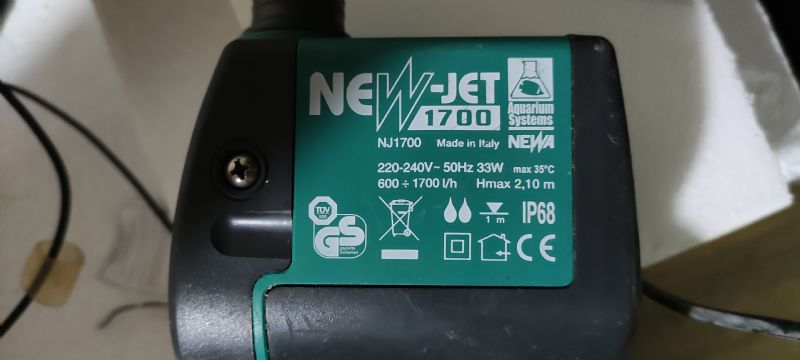 NEW-JET
1700
Aquarium
Systems
NEWA
NJ1700 Made in Italy
220-240V~ 50Hz 33W max 35°C
600 ÷ 1700 l/h Hmax 2,10 m
TÜV
GS
geprüfte
Sicherheit
1 m
IP68
CE